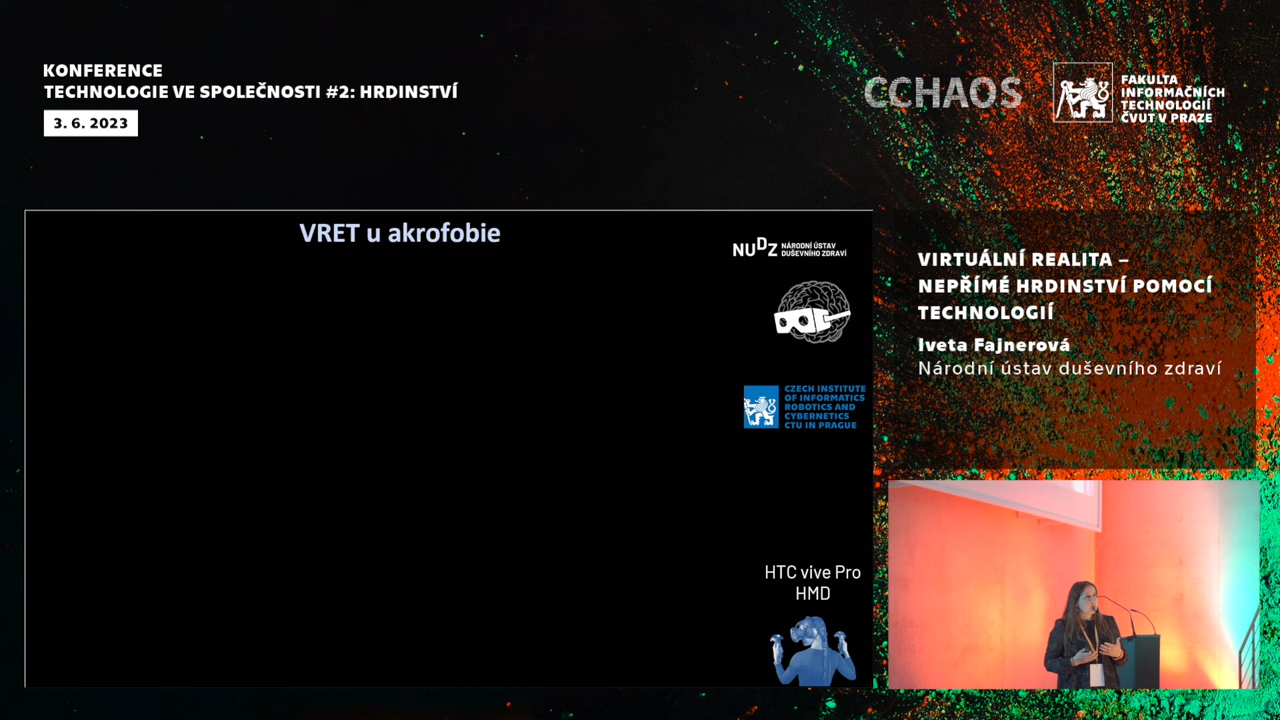 KONFERENCE
TECHNOLOGIE VE SPOLEČNOSTI #2: HRDINSTVÍ
3. 6. 2023
CCHAOS
FAKULTA
INFORMAČNÍCH
TECHNOLOGIÍ
ČVUT V PRAZE
VRET u akrofobie
NUDZ NÁRODNÍ ÚSTAV
DUŠEVNÍHO ZDRAVÍ
CZECH INSTITUTE
OF INFORMATICS
ROBOTICS AND
CYBERNETICS
CTU IN PRAGUE
HTC vive Pro
HMD
VIRTUÁLNÍ REALITA –
NEPŘÍMÉ HRDINSTVÍ POMOCÍ
TECHNOLOGIÍ
Iveta Fajnerová
Národní ústav duševního zdraví